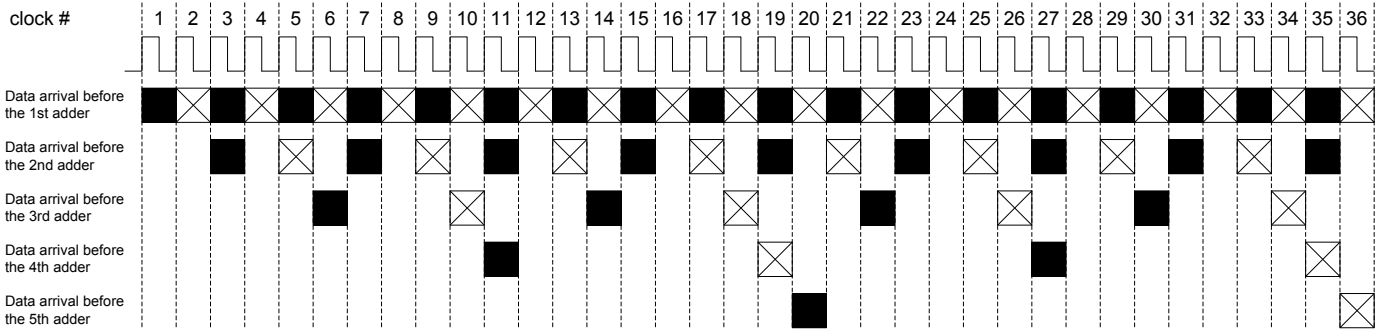 clock # 1 2 3 4 5 6 7 8 9 10 11 12 13 14 15 16 17 18 19 20 21 22 23 24 25 26 27 28 29 30 31 32 33 34 35 36
Data arrival before
the 1st adder
Data arrival before
the 2nd adder
Data arrival before
the 3rd adder
Data arrival before
the 4th adder
Data arrival before
the 5th adder